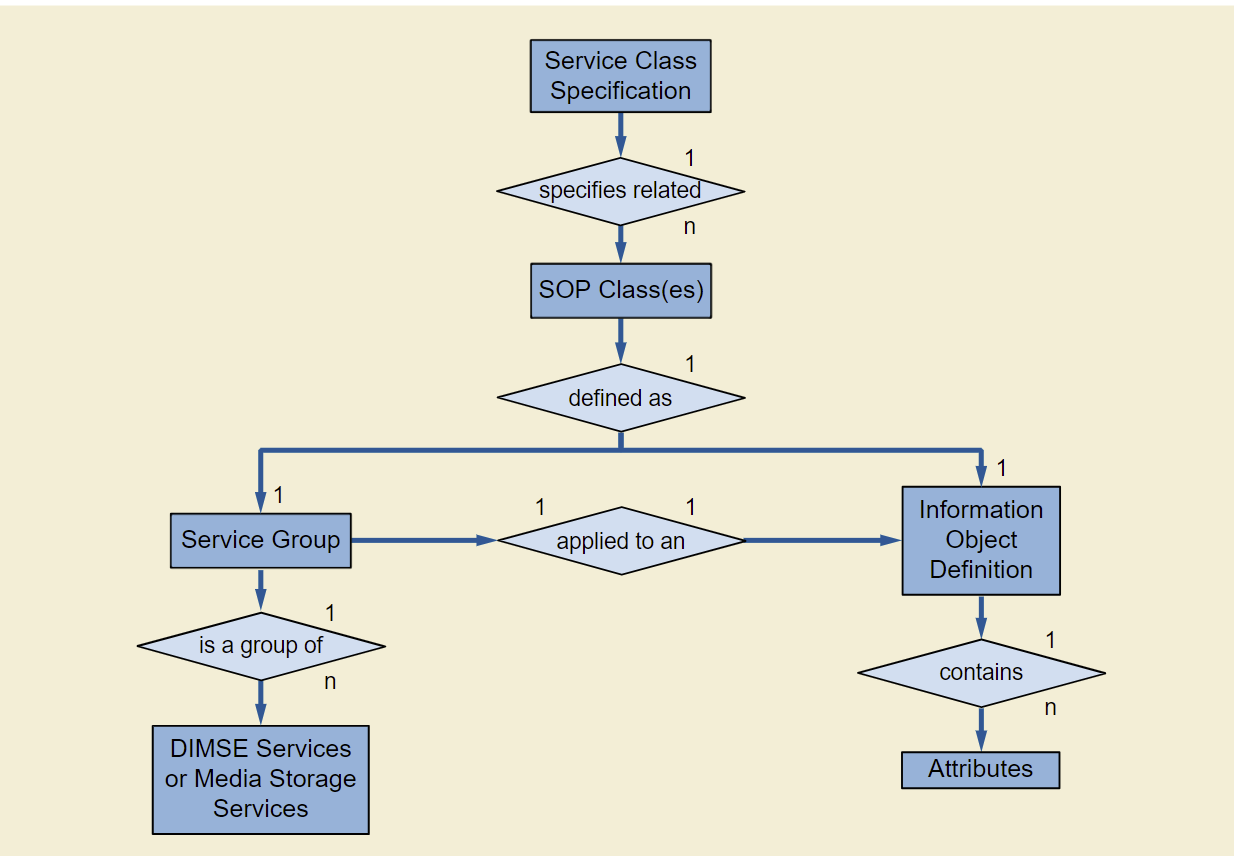 Service Class
Specification
1
specifies related
n
SOP Class(es)
1
defined as
1
1
Service Group
1
1
applied to an
Information
Object
Definition
1
is a group of
n
1
contains
n
DIMSE Services
or Media Storage
Services
Attributes